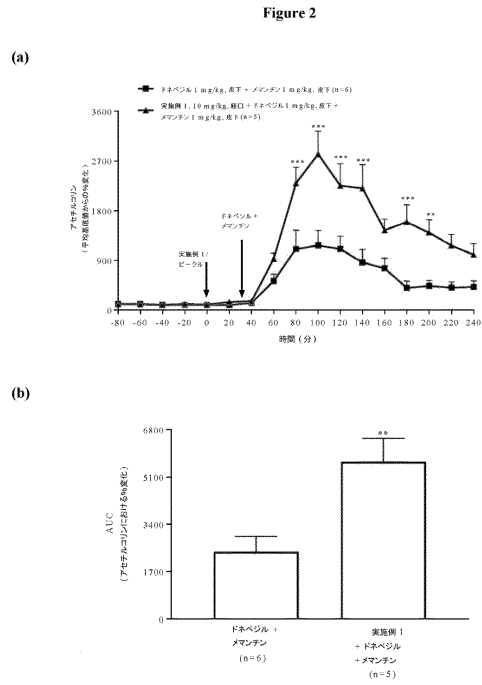 Figure 2
(a)
ドネペジル1 mg/kg, 皮下 + メマンチン1 mg/kg, 皮下 (n=6)
実施例 1, 10 mg/kg, 経口 + ドネペジル1 mg/kg, 皮下 +
メマンチン1 mg/kg, 皮下 (n=5)
アセチルコリン
(平均基底値からの%変化)
3600
2700
1800
900
0
***
***
***
***
***
**
ドネペジル +
メマンチン
実施例 1/
ビークル
-80 -60 -40 -20 0 20 40 60 80 100 120 140 160 180 200 220 240
時間 (分)
(b)
AUC
(アセチルコリンにおける%変化)
6800
5100
3400
1700
0
**
ドネペジル +
メマンチン
(n=6)
実施例 1
+ ドネペジル
+メマンチン
(n=5)